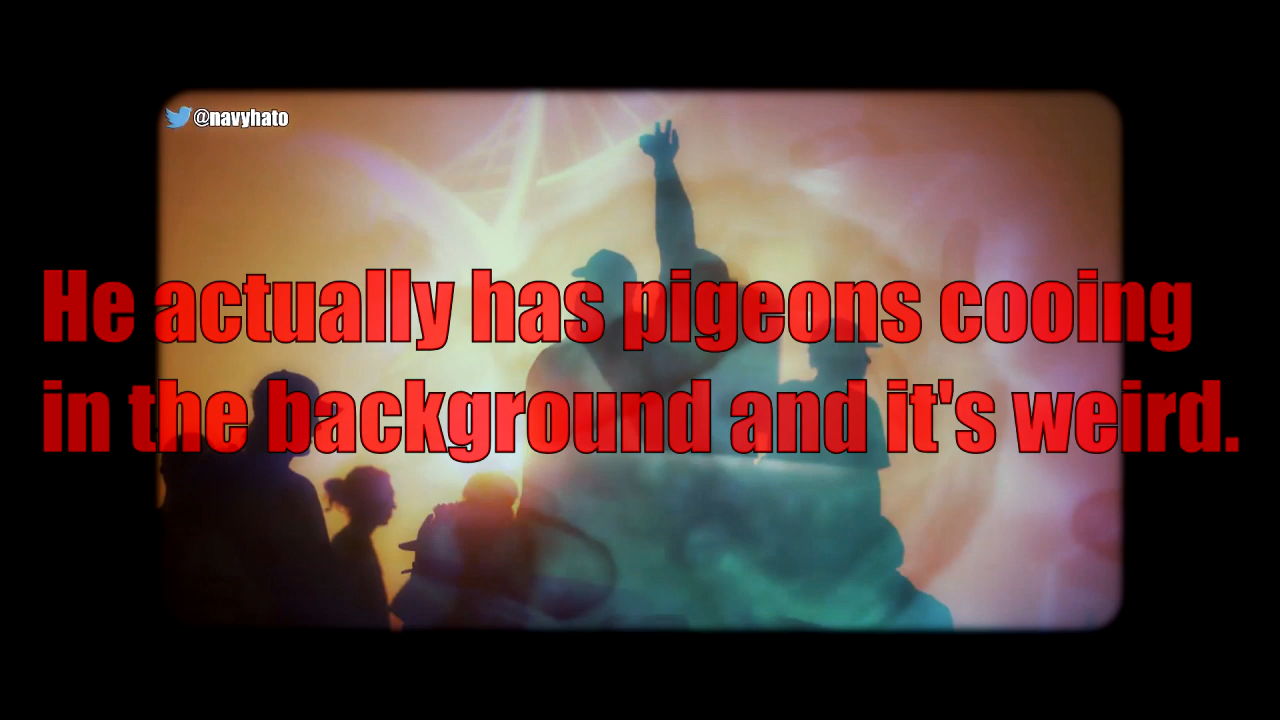 @navyhato
He actually has pigeons cooing
in the background and it's weird.